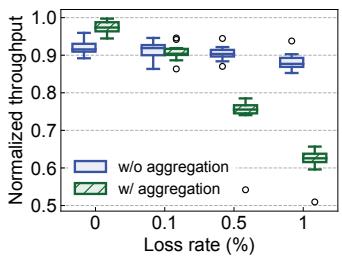 Normalized throughput
1.0
0.9
0.8
0.7
0.6
0.5
w/o aggregation
w/ aggregation
0 0.1 0.5 1
Loss rate (%)